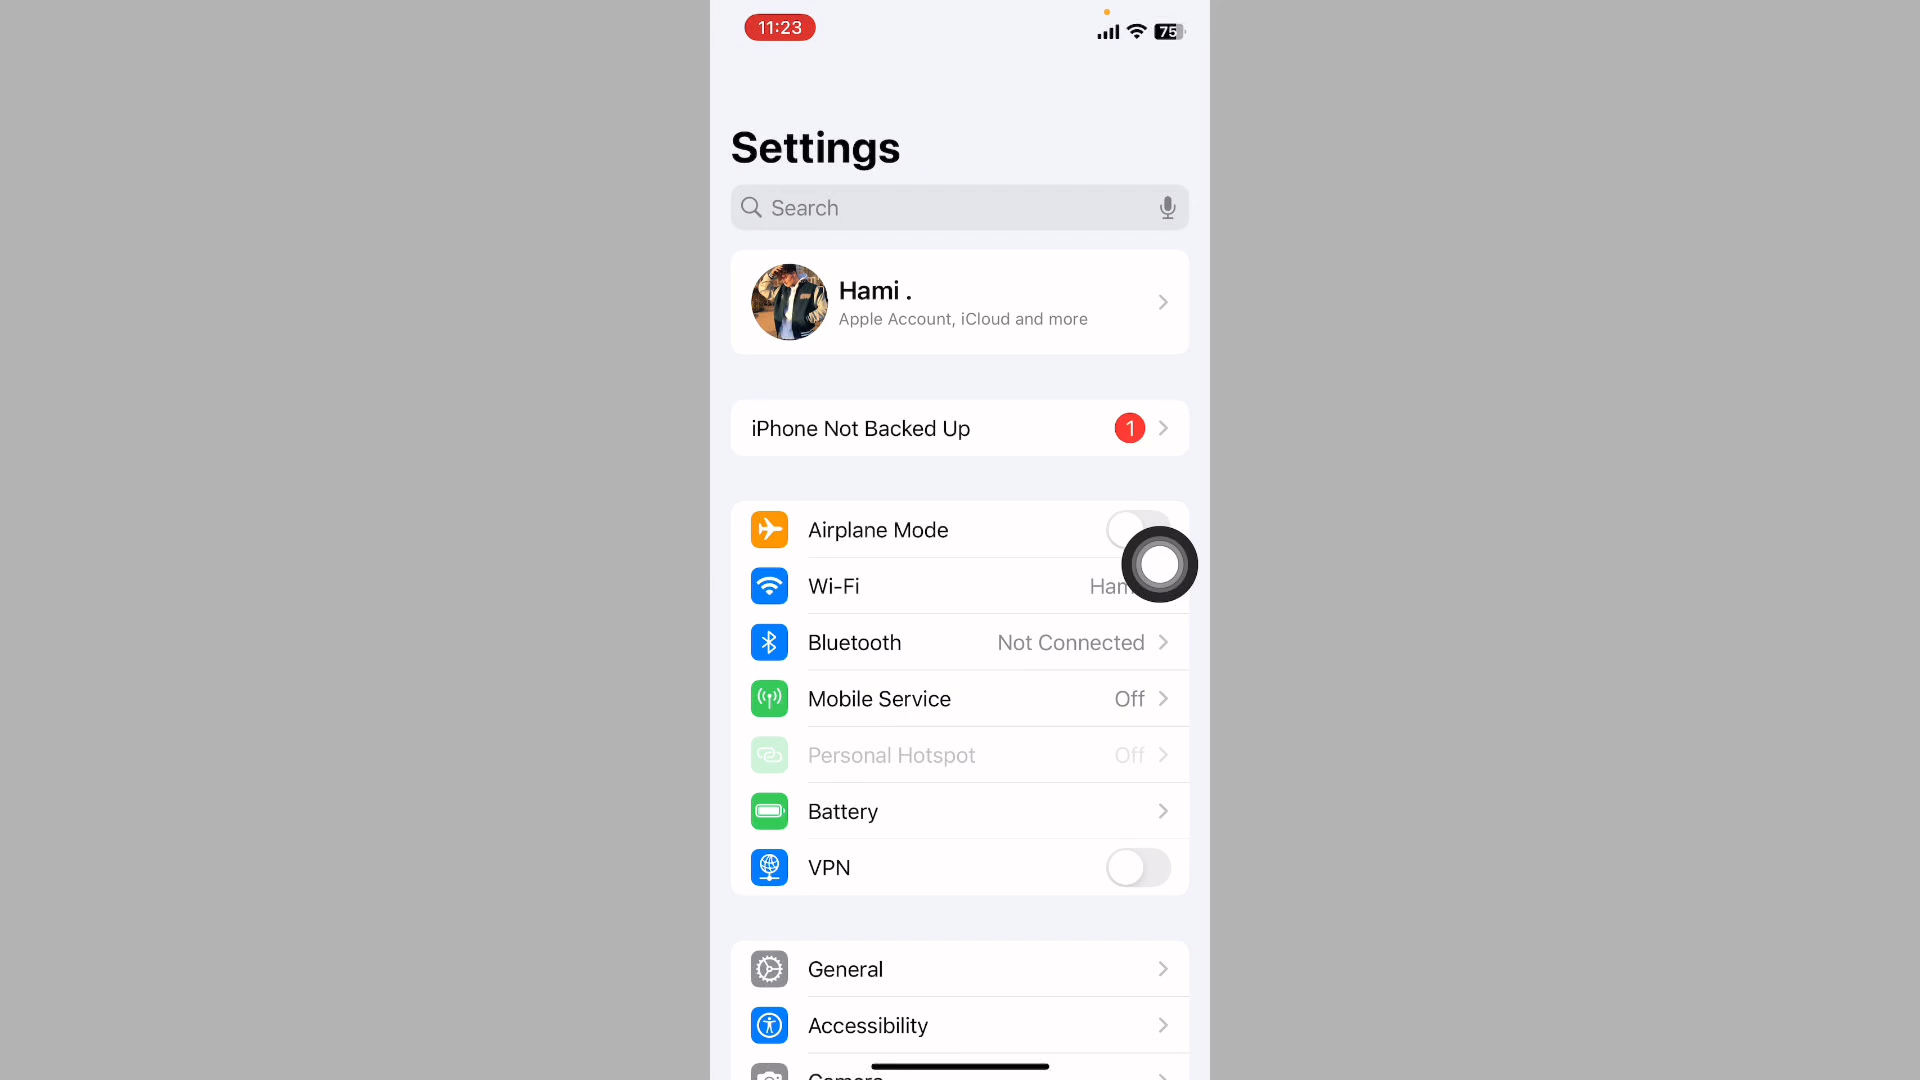 11:23
75
Settings
Search
Hami .
Apple Account, iCloud and more
iPhone Not Backed Up
1
Airplane Mode
Wi-Fi
Bluetooth
Not Connected
Mobile Service
Off
Personal Hotspot
Off
Battery
VPN
General
Accessibility